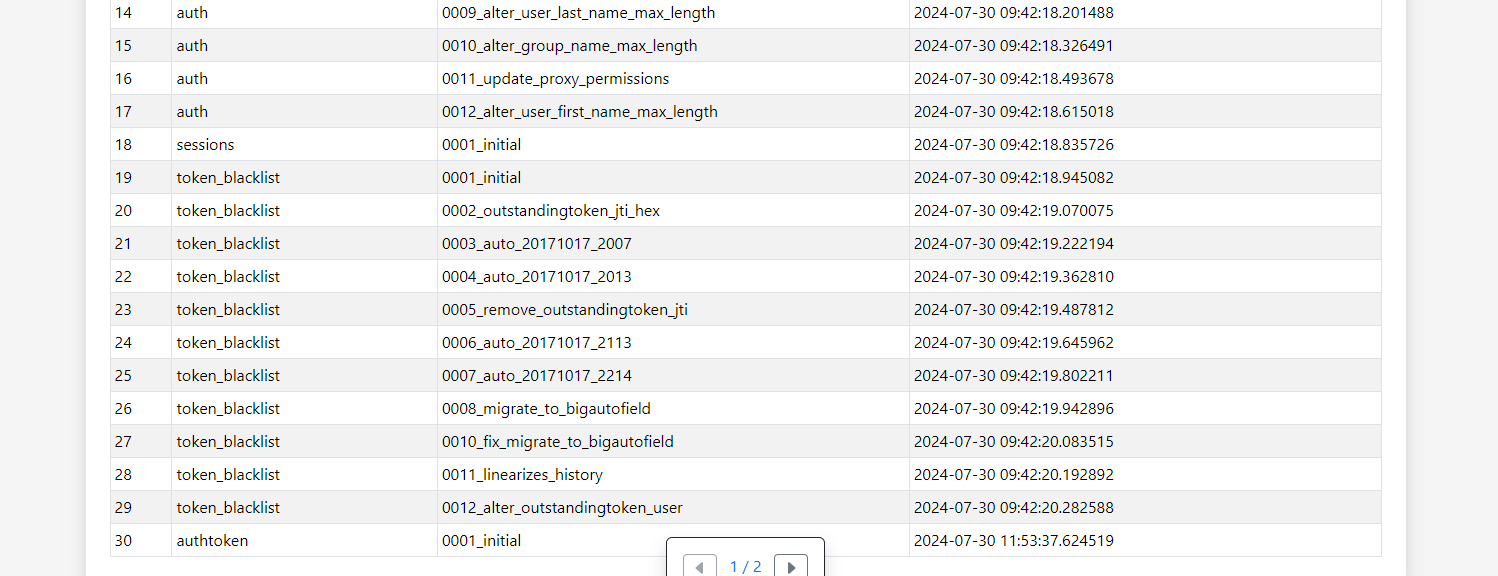 14 auth 0009_alter_user_last_name_max_length 2024-07-30 09:42:18.201488
15 auth 0010_alter_group_name_max_length 2024-07-30 09:42:18.326491
16 auth 0011_update_proxy_permissions 2024-07-30 09:42:18.493678
17 auth 0012_alter_user_first_name_max_length 2024-07-30 09:42:18.615018
18 sessions 0001_initial 2024-07-30 09:42:18.835726
19 token_blacklist 0001_initial 2024-07-30 09:42:18.945082
20 token_blacklist 0002_outstandingtoken_jti_hex 2024-07-30 09:42:19.070075
21 token_blacklist 0003_auto_20171017_2007 2024-07-30 09:42:19.222194
22 token_blacklist 0004_auto_20171017_2013 2024-07-30 09:42:19.362810
23 token_blacklist 0005_remove_outstandingtoken_jti 2024-07-30 09:42:19.487812
24 token_blacklist 0006_auto_20171017_2113 2024-07-30 09:42:19.645962
25 token_blacklist 0007_auto_20171017_2214 2024-07-30 09:42:19.802211
26 token_blacklist 0008_migrate_to_bigautofield 2024-07-30 09:42:19.942896
27 token_blacklist 0010_fix_migrate_to_bigautofield 2024-07-30 09:42:20.083515
28 token_blacklist 0011_linearizes_history 2024-07-30 09:42:20.192892
29 token_blacklist 0012_alter_outstandingtoken_user 2024-07-30 09:42:20.282588
30 authtoken 0001_initial 2024-07-30 11:53:37.624519
1 / 2